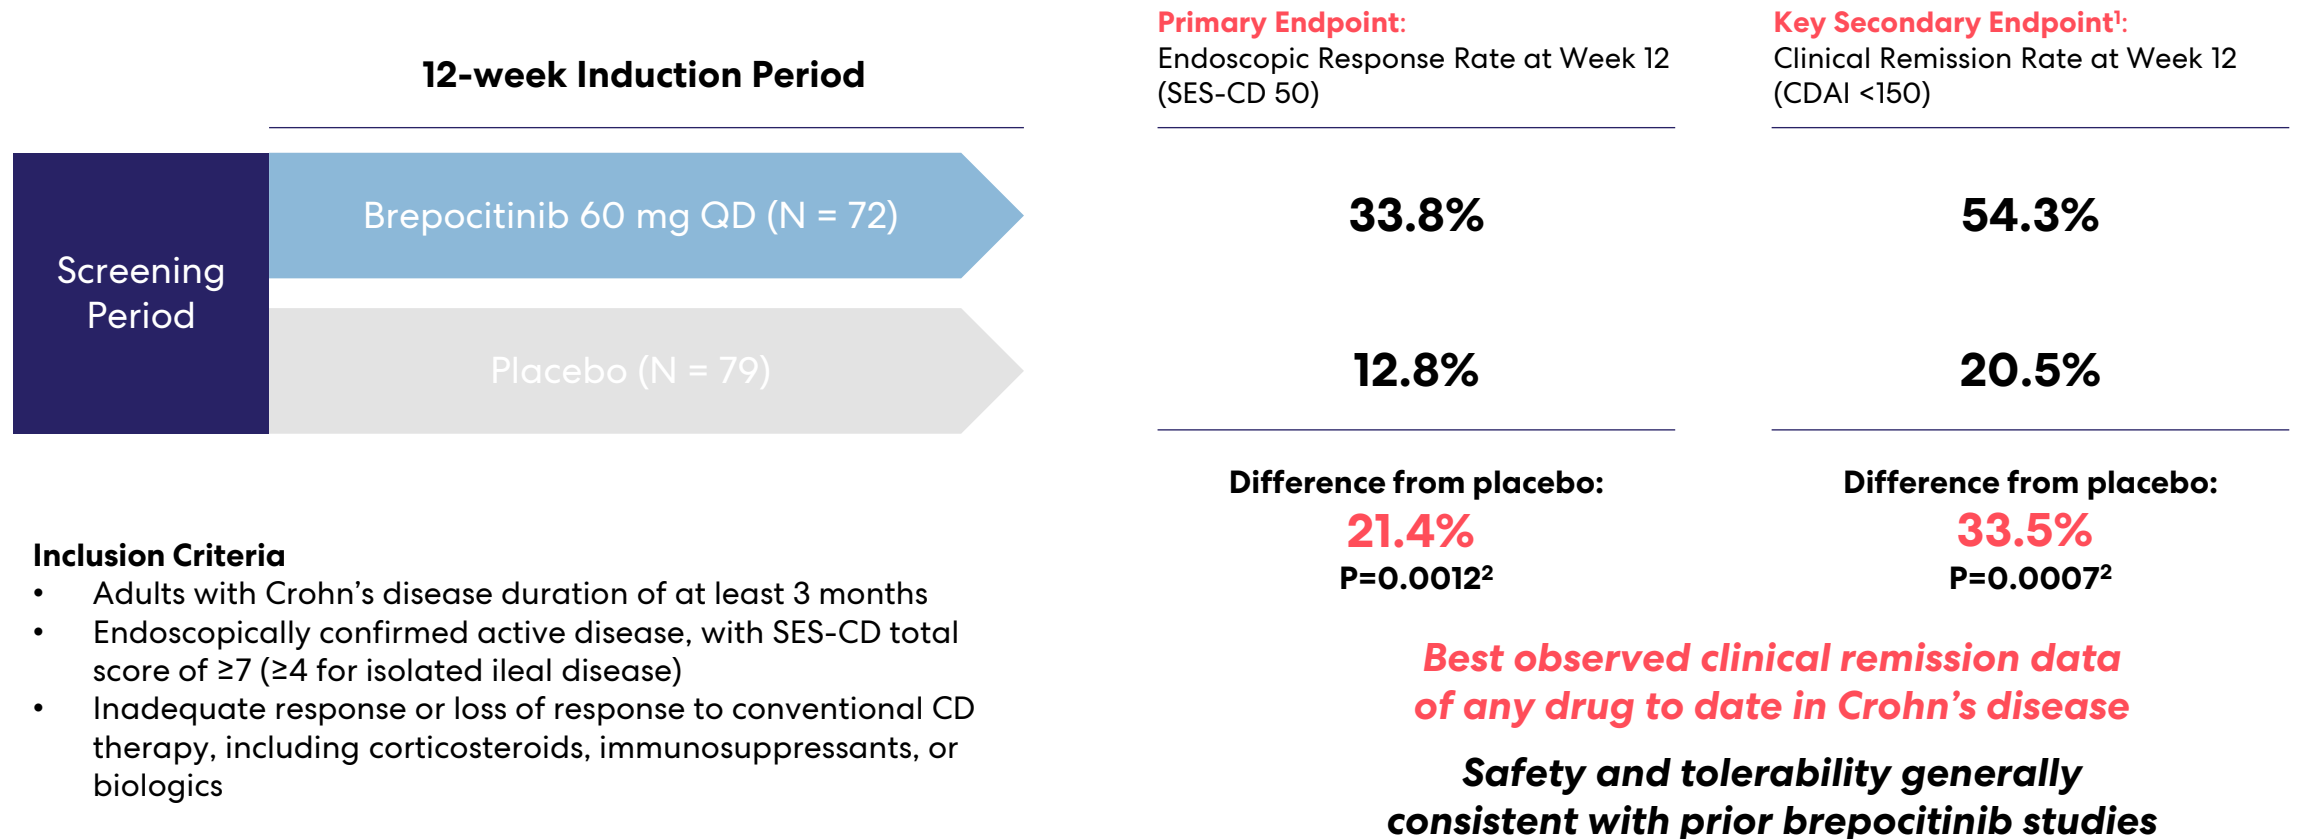 12-week Induction Period
Screening
Period
Brepocitinib 60 mg QD (N = 72)
Placebo (N = 79)
Inclusion Criteria
• Adults with Crohn’s disease duration of at least 3 months
• Endoscopically confirmed active disease, with SES-CD total
score of ≥7 (≥4 for isolated ileal disease)
• Inadequate response or loss of response to conventional CD
therapy, including corticosteroids, immunosuppressants, or
biologics
Primary Endpoint:
Endoscopic Response Rate at Week 12
(SES-CD 50)
33.8%
12.8%
Difference from placebo:
21.4%
P=0.0012²
Key Secondary Endpoint¹:
Clinical Remission Rate at Week 12
(CDAI <150)
54.3%
20.5%
Difference from placebo:
33.5%
P=0.0007²
Best observed clinical remission data
of any drug to date in Crohn’s disease
Safety and tolerability generally
consistent with prior brepocitinib studies